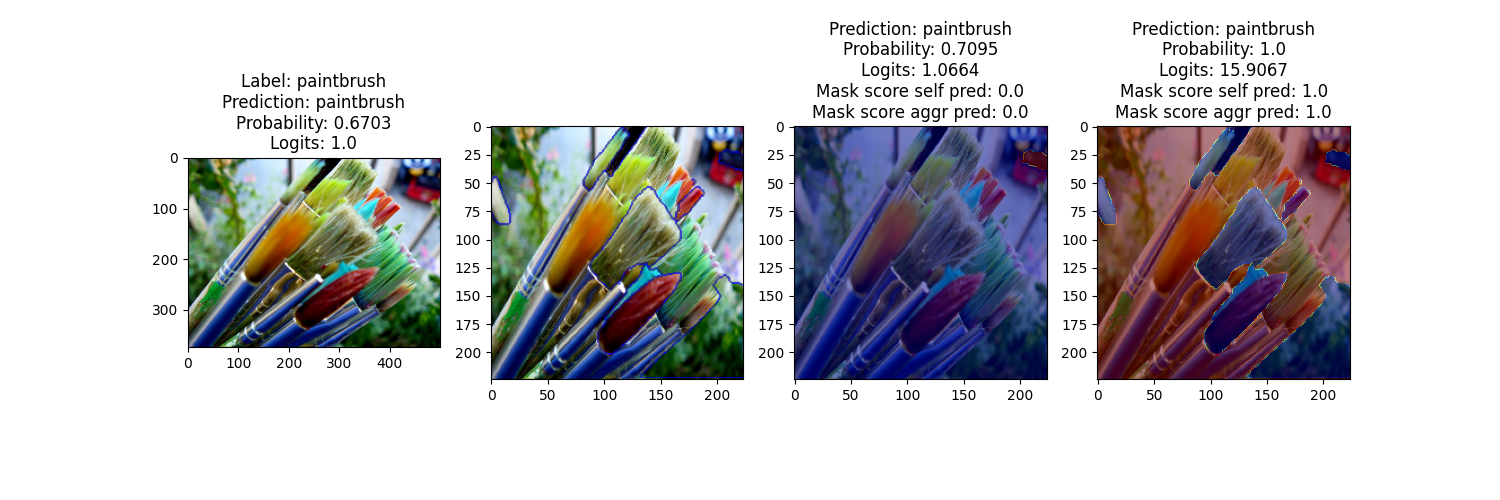 Label: paintbrush
Prediction: paintbrush
Probability: 0.6703
Logits: 1.0
0
100
200
300
0 100 200 300 400
0
25
50
75
100
125
150
175
200
0 50 100 150 200
Prediction: paintbrush
Probability: 0.7095
Logits: 1.0664
Mask score self pred: 0.0
Mask score aggr pred: 0.0
0
25
50
75
100
125
150
175
200
0 50 100 150 200
Prediction: paintbrush
Probability: 1.0
Logits: 15.9067
Mask score self pred: 1.0
Mask score aggr pred: 1.0
0
25
50
75
100
125
150
175
200
0 50 100 150 200